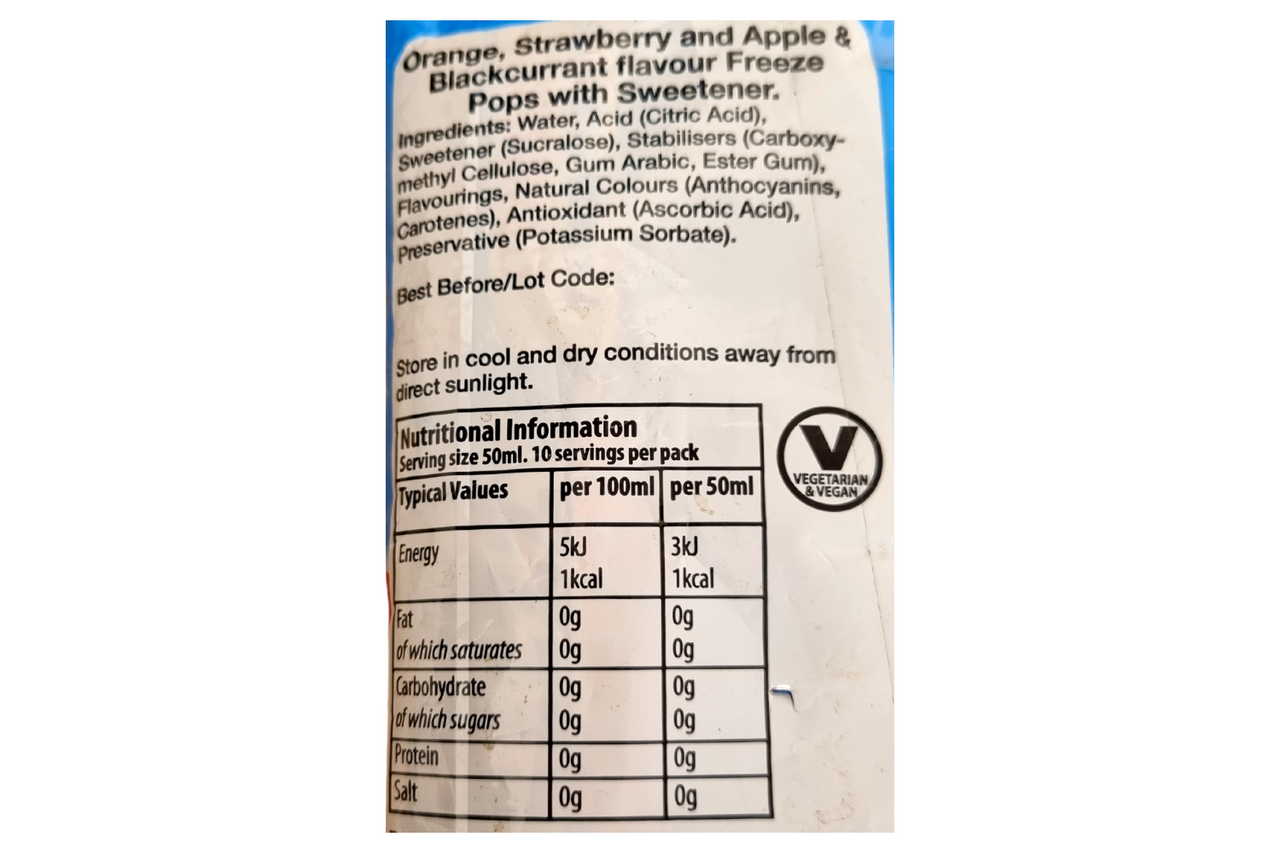 Orange, Strawberry and Apple &
Blackcurrant flavour Freeze
Pops with Sweetener.
Ingredients: Water, Acid (Citric Acid),
Sweetener (Sucralose), Stabilisers (Carboxy-
methyl Cellulose, Gum Arabic, Ester Gum),
Flavourings, Natural Colours (Anthocyanins,
Carotenes), Antioxidant (Ascorbic Acid),
Preservative (Potassium Sorbate).
Best Before/Lot Code:
Store in cool and dry conditions away from
direct sunlight.
Nutritional Information
Serving size 50ml. 10 servings per pack
Typical Values per 100ml per 50ml
Energy 5kJ 3kJ
1kcal 1kcal
Fat 0g 0g
of which saturates 0g 0g
Carbohydrate 0g 0g
of which sugars 0g 0g
Protein 0g 0g
Salt 0g 0g
V
VEGETARIAN
& VEGAN